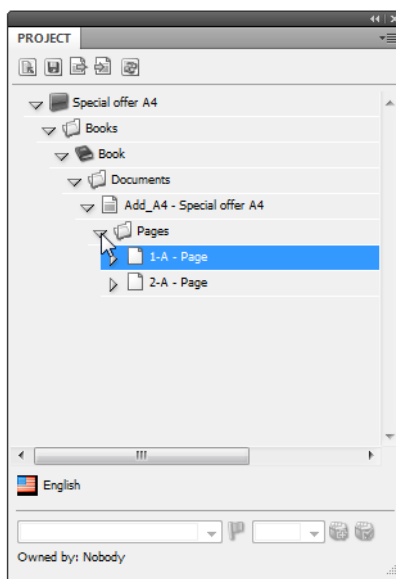 PROJECT
Special offer A4
Books
Book
Documents
Add_A4 - Special offer A4
Pages
1-A - Page
2-A - Page
English
Owned by: Nobody